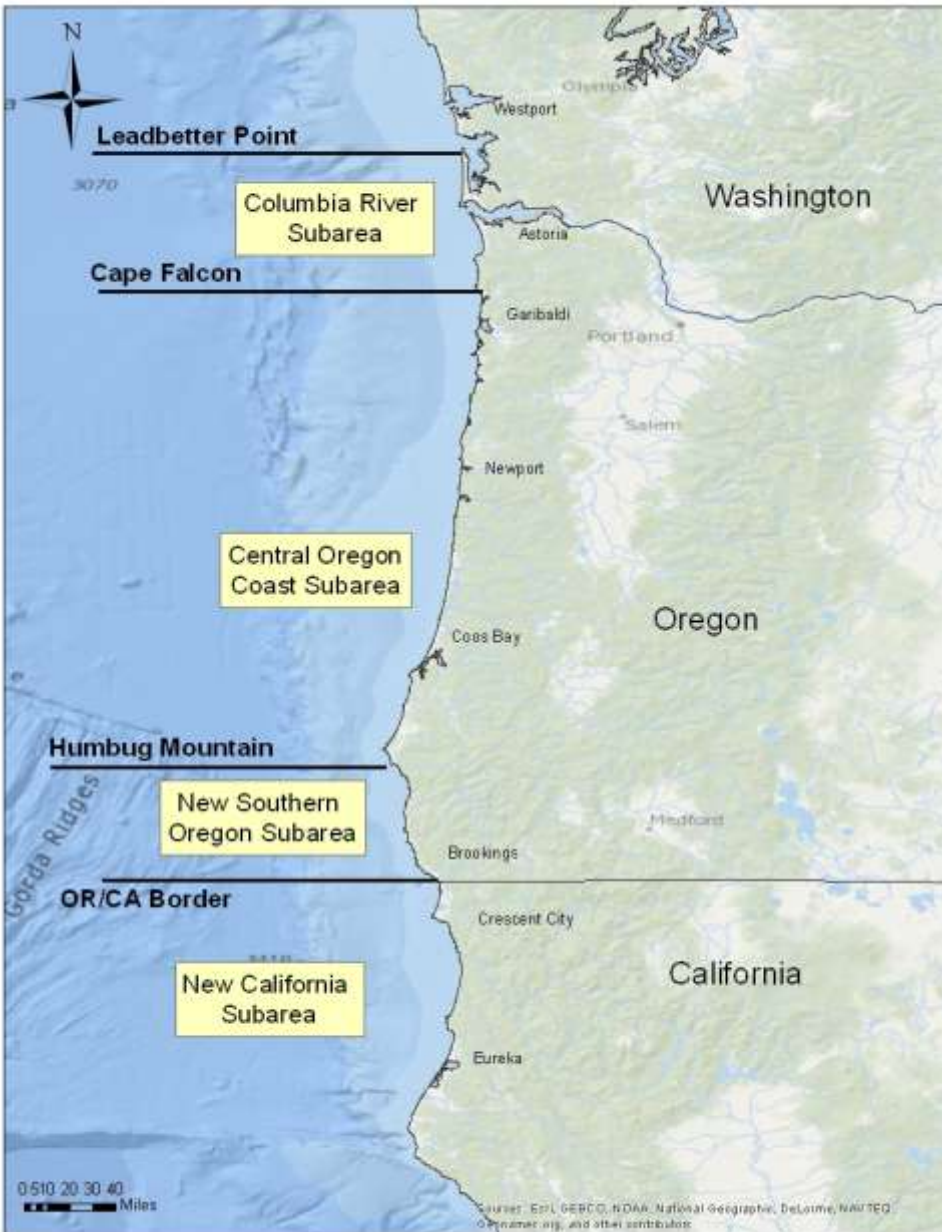 N
Olympia
Westport
Leadbetter Point
3070
Washington
Columbia River
Subarea
Astoria
Cape Falcon
Garibaldi
Portland
Salem
Newport
Central Oregon
Coast Subarea
Oregon
Coos Bay
Humbug Mountain
Gorda Ridges
New Southern
Oregon Subarea
Medford
Brookings
OR/CA Border
Crescent City
New California
Subarea
California
Eureka
0 510 20 30 40
Miles
Sources: Esri, GEBCO, NOAA, National Geographic, DeLorme, NAVTEQ,
Geonames.org, and other contributors